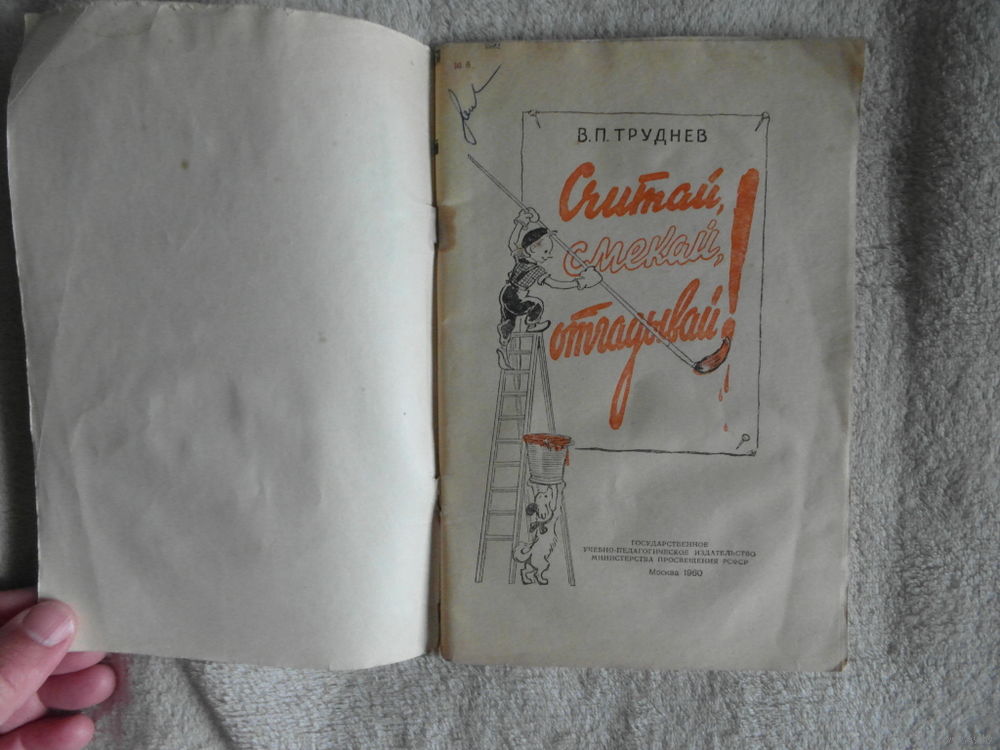 В.П. ТРУДНЕВ
Считай,
смекай,
отгадывай!
ГОСУДАРСТВЕННОЕ
УЧЕБНО-ПЕДАГОГИЧЕСКОЕ ИЗДАТЕЛЬСТВО
МИНИСТЕРСТВА ПРОСВЕЩЕНИЯ РСФСР
Москва 1960